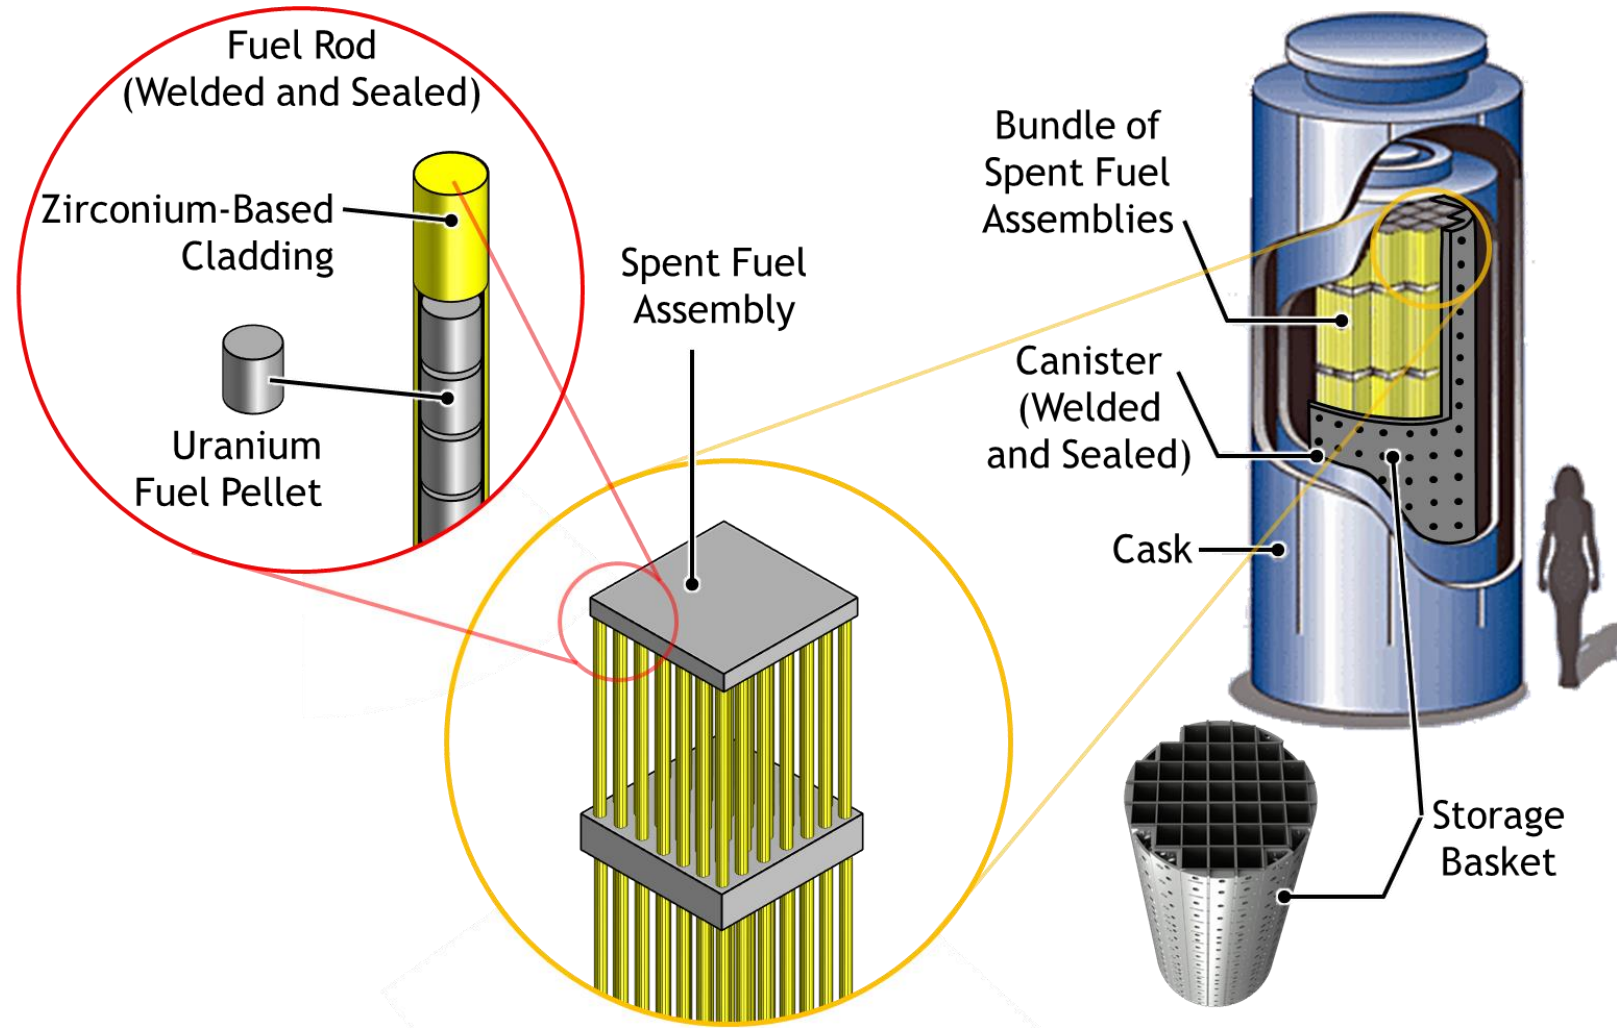 Fuel Rod
(Welded and Sealed)
Zirconium-Based
Cladding
Uranium
Fuel Pellet
Spent Fuel
Assembly
Bundle of
Spent Fuel
Assemblies
Canister
(Welded
and Sealed)
Cask
Storage
Basket